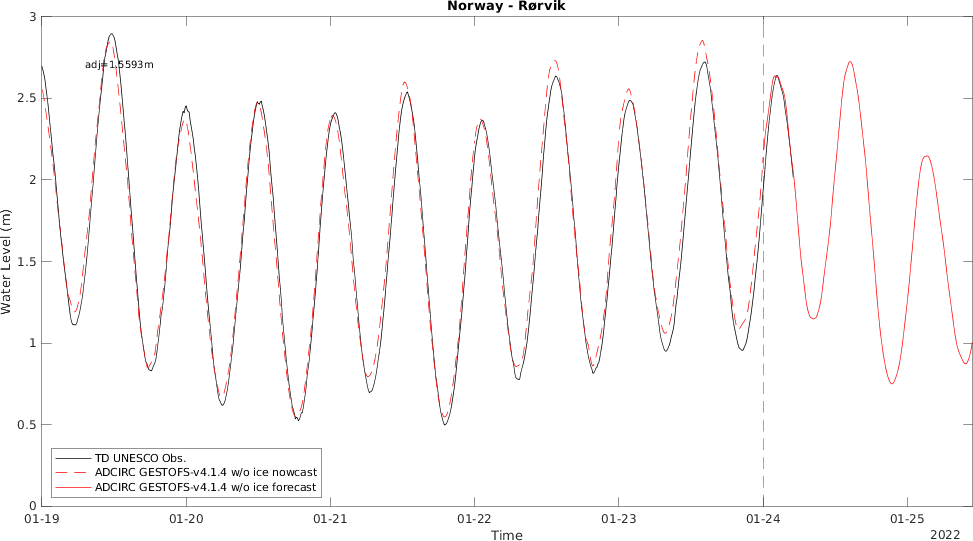 Norway - Rørvik
3
adj=1.5593m
2.5
2
1.5
1
0.5
0
Water Level (m)
TD UNESCO Obs.
ADCIRC GESTOFS-v4.1.4 w/o ice nowcast
ADCIRC GESTOFS-v4.1.4 w/o ice forecast
01-19 01-20 01-21 01-22 01-23 01-24 01-25
Time
2022